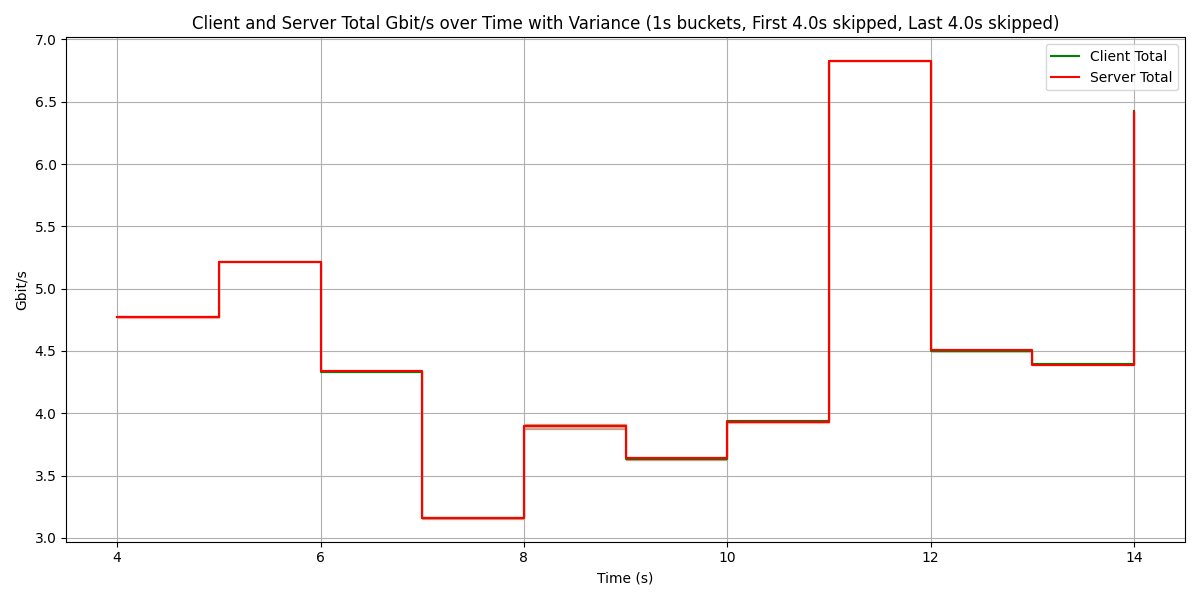 Client and Server Total Gbit/s over Time with Variance (1s buckets, First 4.0s skipped, Last 4.0s skipped)
Client Total
Server Total
Gbit/s
7.0
6.5
6.0
5.5
5.0
4.5
4.0
3.5
3.0
4 6 8 10 12 14
Time (s)